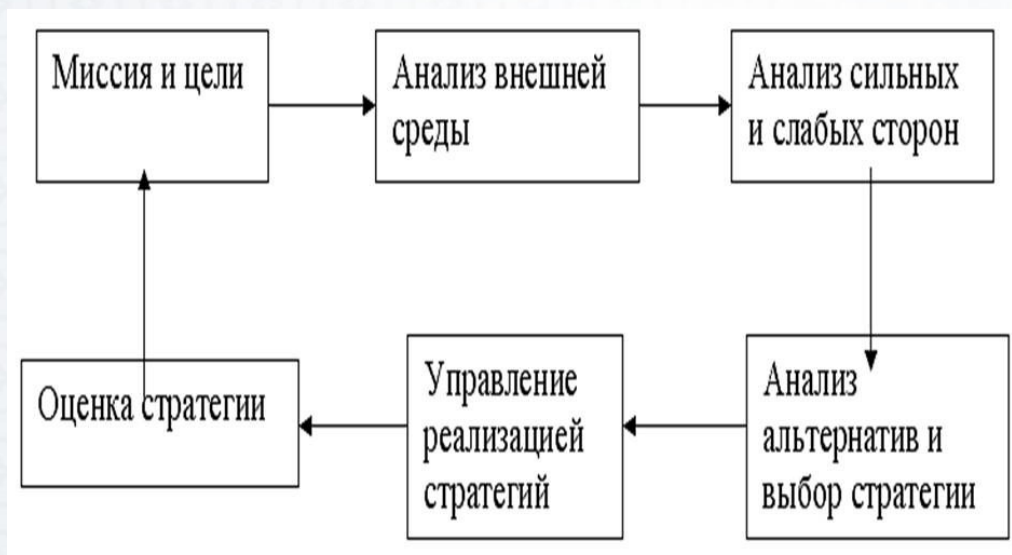 Миссия и цели
Анализ внешней
среды
Анализ сильных
и слабых сторон
Оценка стратегии
Управление
реализацией
стратегий
Анализ
альтернатив и
выбор стратегии